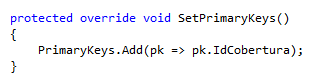 protected override void SetPrimaryKeys()
{
    PrimaryKeys.Add(pk => pk.IdCobertura);
}